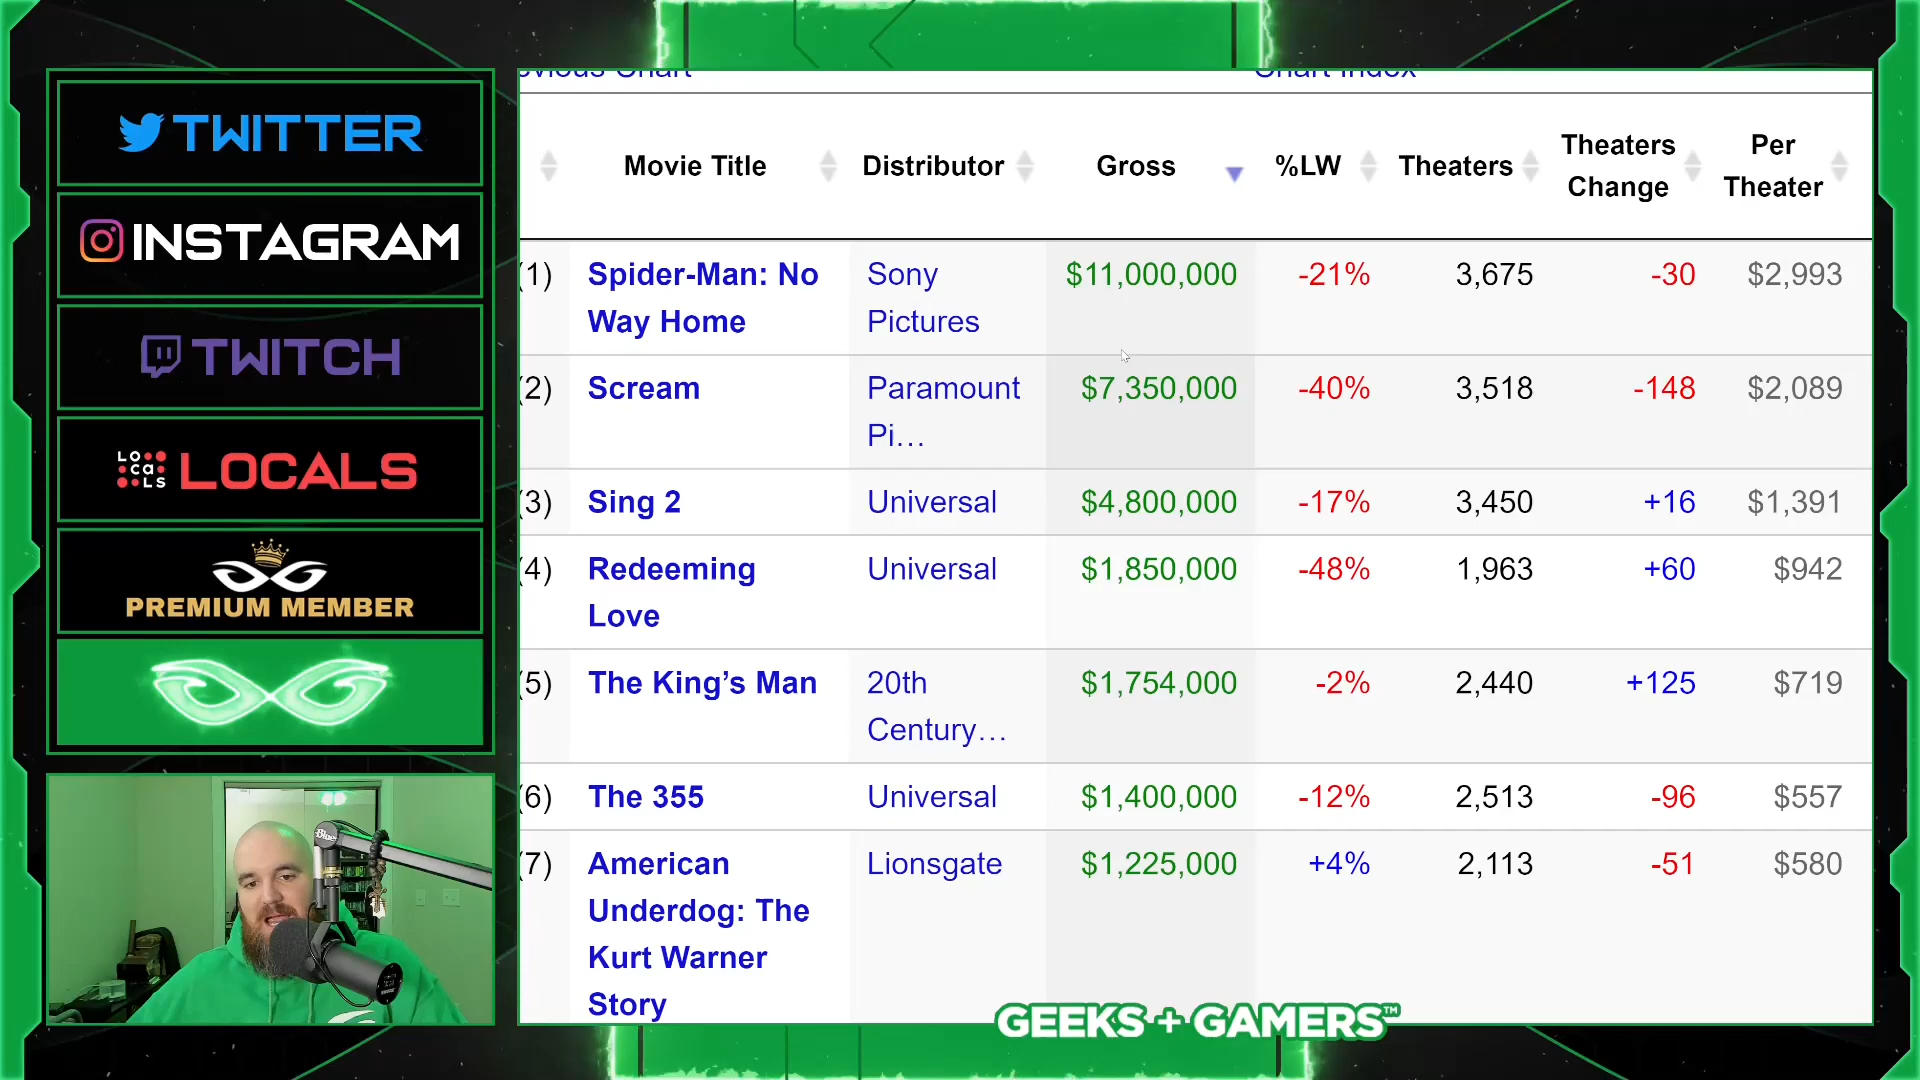 TWITTER
INSTAGRAM
TWITCH
LOCALS
LOCALS
PREMIUM MEMBER
Chart Index
Movie Title Distributor Gross %LW Theaters Theaters Change Per Theater
(1) Spider-Man: No Way Home Sony Pictures $11,000,000 -21% 3,675 -30 $2,993
(2) Scream Paramount Pi… $7,350,000 -40% 3,518 -148 $2,089
(3) Sing 2 Universal $4,800,000 -17% 3,450 +16 $1,391
(4) Redeeming Love Universal $1,850,000 -48% 1,963 +60 $942
(5) The King’s Man 20th Century… $1,754,000 -2% 2,440 +125 $719
(6) The 355 Universal $1,400,000 -12% 2,513 -96 $557
(7) American Underdog: The Kurt Warner Story Lionsgate $1,225,000 +4% 2,113 -51 $580
Blue
GEEKS + GAMERS™